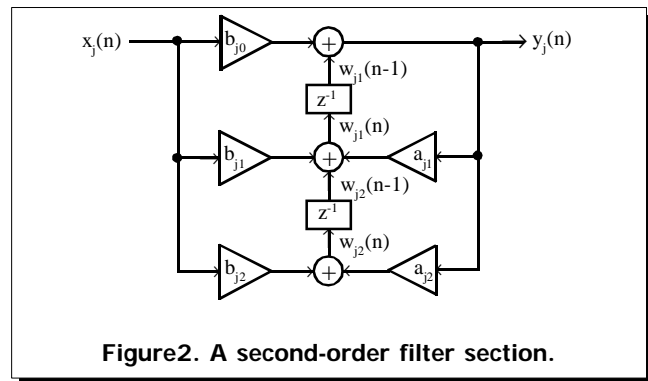 x_j(n) b_j0 + y_j(n)
w_j1(n-1)
z^-1
w_j1(n)
b_j1 + a_j1
w_j2(n-1)
z^-1
w_j2(n)
b_j2 + a_j2
Figure2. A second-order filter section.